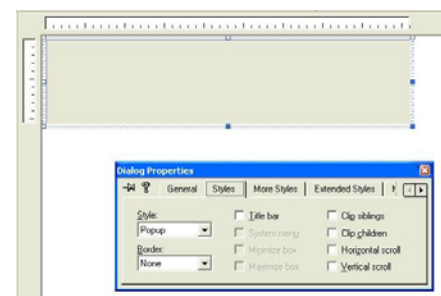 Dialog Properties
General Styles More Styles Extended Styles
Style: Title bar Clip siblings
Popup System menu Clip children
Border: Minimize box Horizontal scroll
None Maximize box Vertical scroll